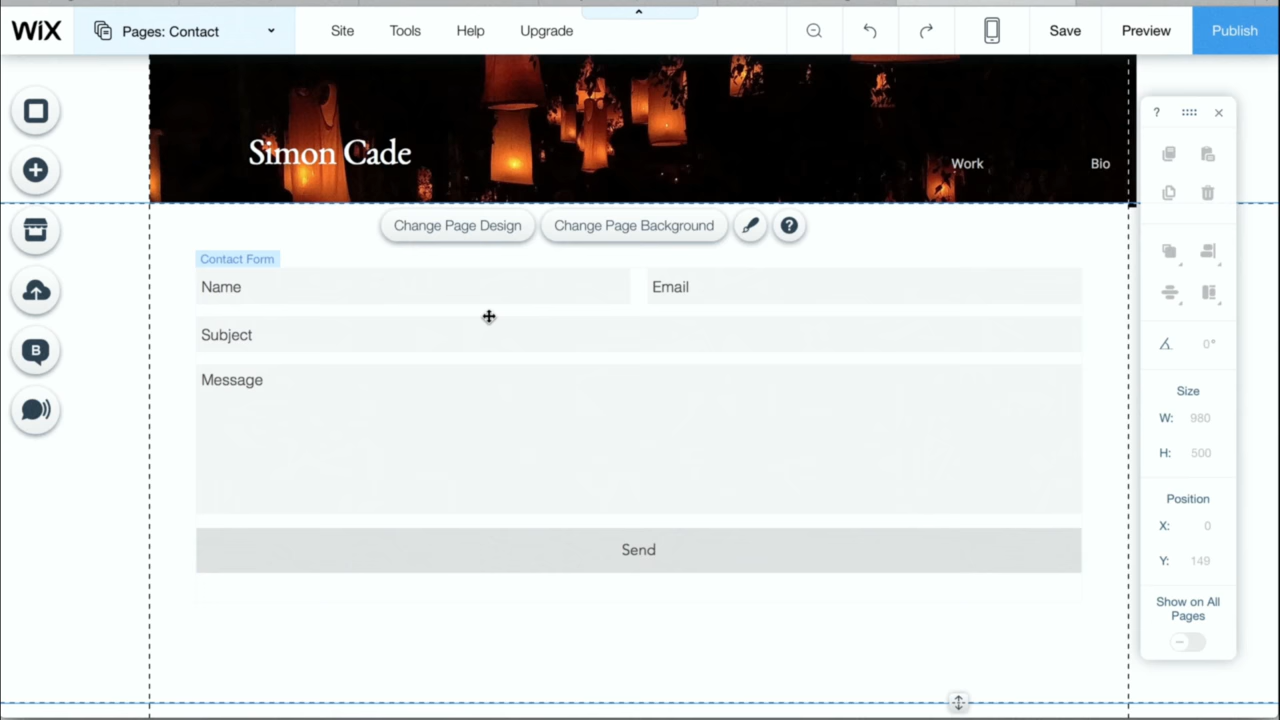 WiX Pages: Contact Site Tools Help Upgrade Save Preview Publish
Simon Cade
Work Bio
Change Page Design Change Page Background ?
Contact Form
Name Email
Subject
Message
Send
B
?
0°
Size
W: 980
H: 500
Position
X: 0
Y: 149
Show on All
Pages